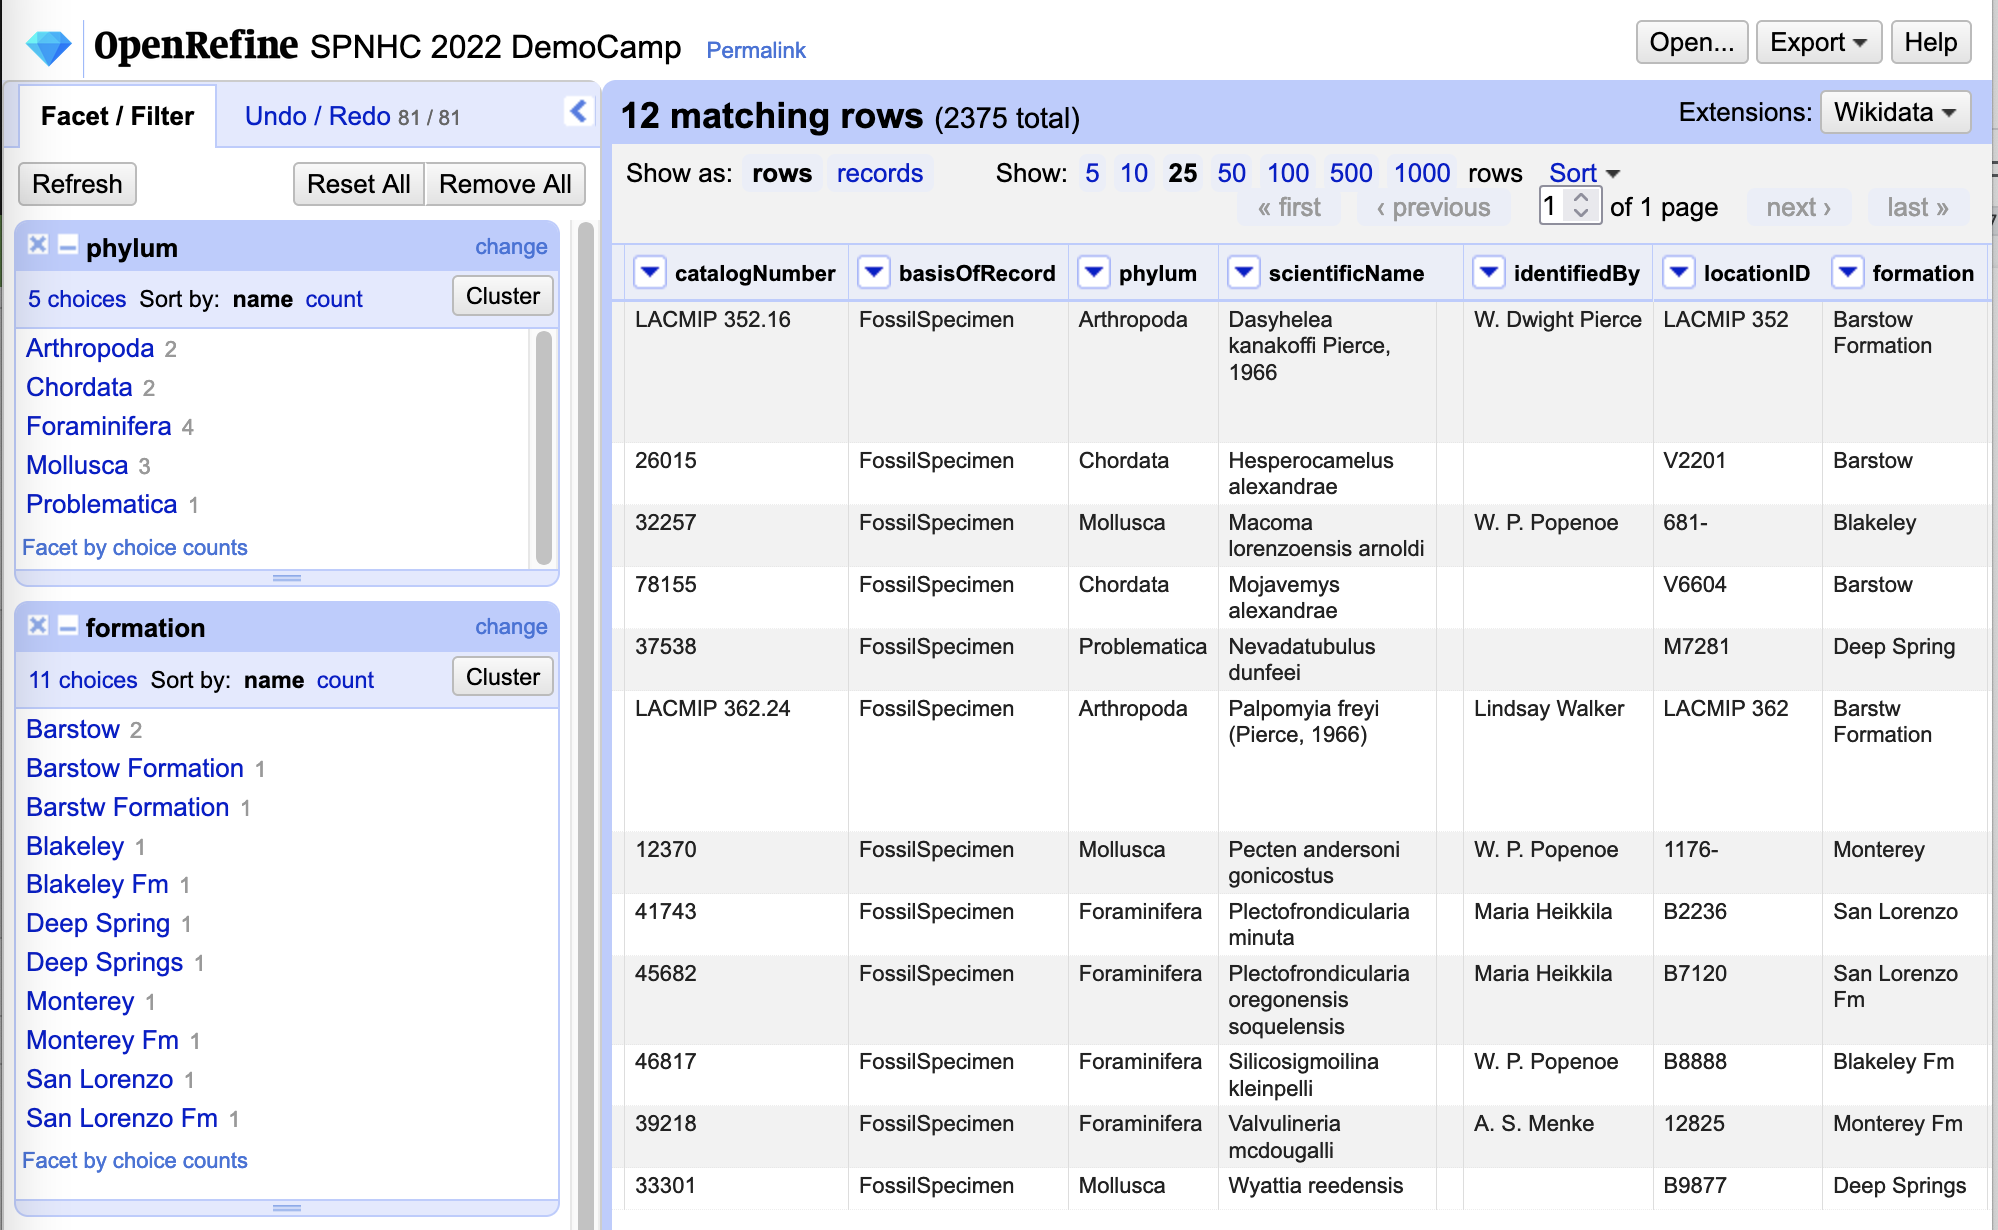 OpenRefine SPNHC 2022 DemoCamp Permalink
Open... Export Help
Facet / Filter Undo / Redo 81 / 81
Refresh Reset All Remove All
phylum change
5 choices Sort by: name count Cluster
Arthropoda 2
Chordata 2
Foraminifera 4
Mollusca 3
Problematica 1
Facet by choice counts
formation change
11 choices Sort by: name count Cluster
Barstow 2
Barstow Formation 1
Barstw Formation 1
Blakeley 1
Blakeley Fm 1
Deep Spring 1
Deep Springs 1
Monterey 1
Monterey Fm 1
San Lorenzo 1
San Lorenzo Fm 1
Facet by choice counts
12 matching rows (2375 total)
Extensions: Wikidata
Show as: rows records Show: 5 10 25 50 100 500 1000 rows Sort
« first ‹ previous 1 of 1 page next › last »
catalogNumber basisOfRecord phylum scientificName identifiedBy locationID formation
LACMIP 352.16 FossilSpecimen Arthropoda Dasyhelea W. Dwight Pierce LACMIP 352 Barstow
kanakoffi Pierce, Formation
1966
26015 FossilSpecimen Chordata Hesperocamelus V2201 Barstow
alexandrae
32257 FossilSpecimen Mollusca Macoma W. P. Popenoe 681- Blakeley
lorenzoensis arnoldi
78155 FossilSpecimen Chordata Mojavemys V6604 Barstow
alexandrae
37538 FossilSpecimen Problematica Nevadatubulus M7281 Deep Spring
dunfeei
LACMIP 362.24 FossilSpecimen Arthropoda Palpomyia freyi Lindsay Walker LACMIP 362 Barstw
(Pierce, 1966) Formation
12370 FossilSpecimen Mollusca Pecten andersoni W. P. Popenoe 1176- Monterey
gonicostus
41743 FossilSpecimen Foraminifera Plectofrondicularia Maria Heikkila B2236 San Lorenzo
minuta
45682 FossilSpecimen Foraminifera Plectofrondicularia Maria Heikkila B7120 San Lorenzo
oregonensis Fm
soquelensis
46817 FossilSpecimen Foraminifera Silicosigmoilina W. P. Popenoe B8888 Blakeley Fm
kleinpelli
39218 FossilSpecimen Foraminifera Valvulineria A. S. Menke 12825 Monterey Fm
mcdougalli
33301 FossilSpecimen Mollusca Wyattia reedensis B9877 Deep Springs